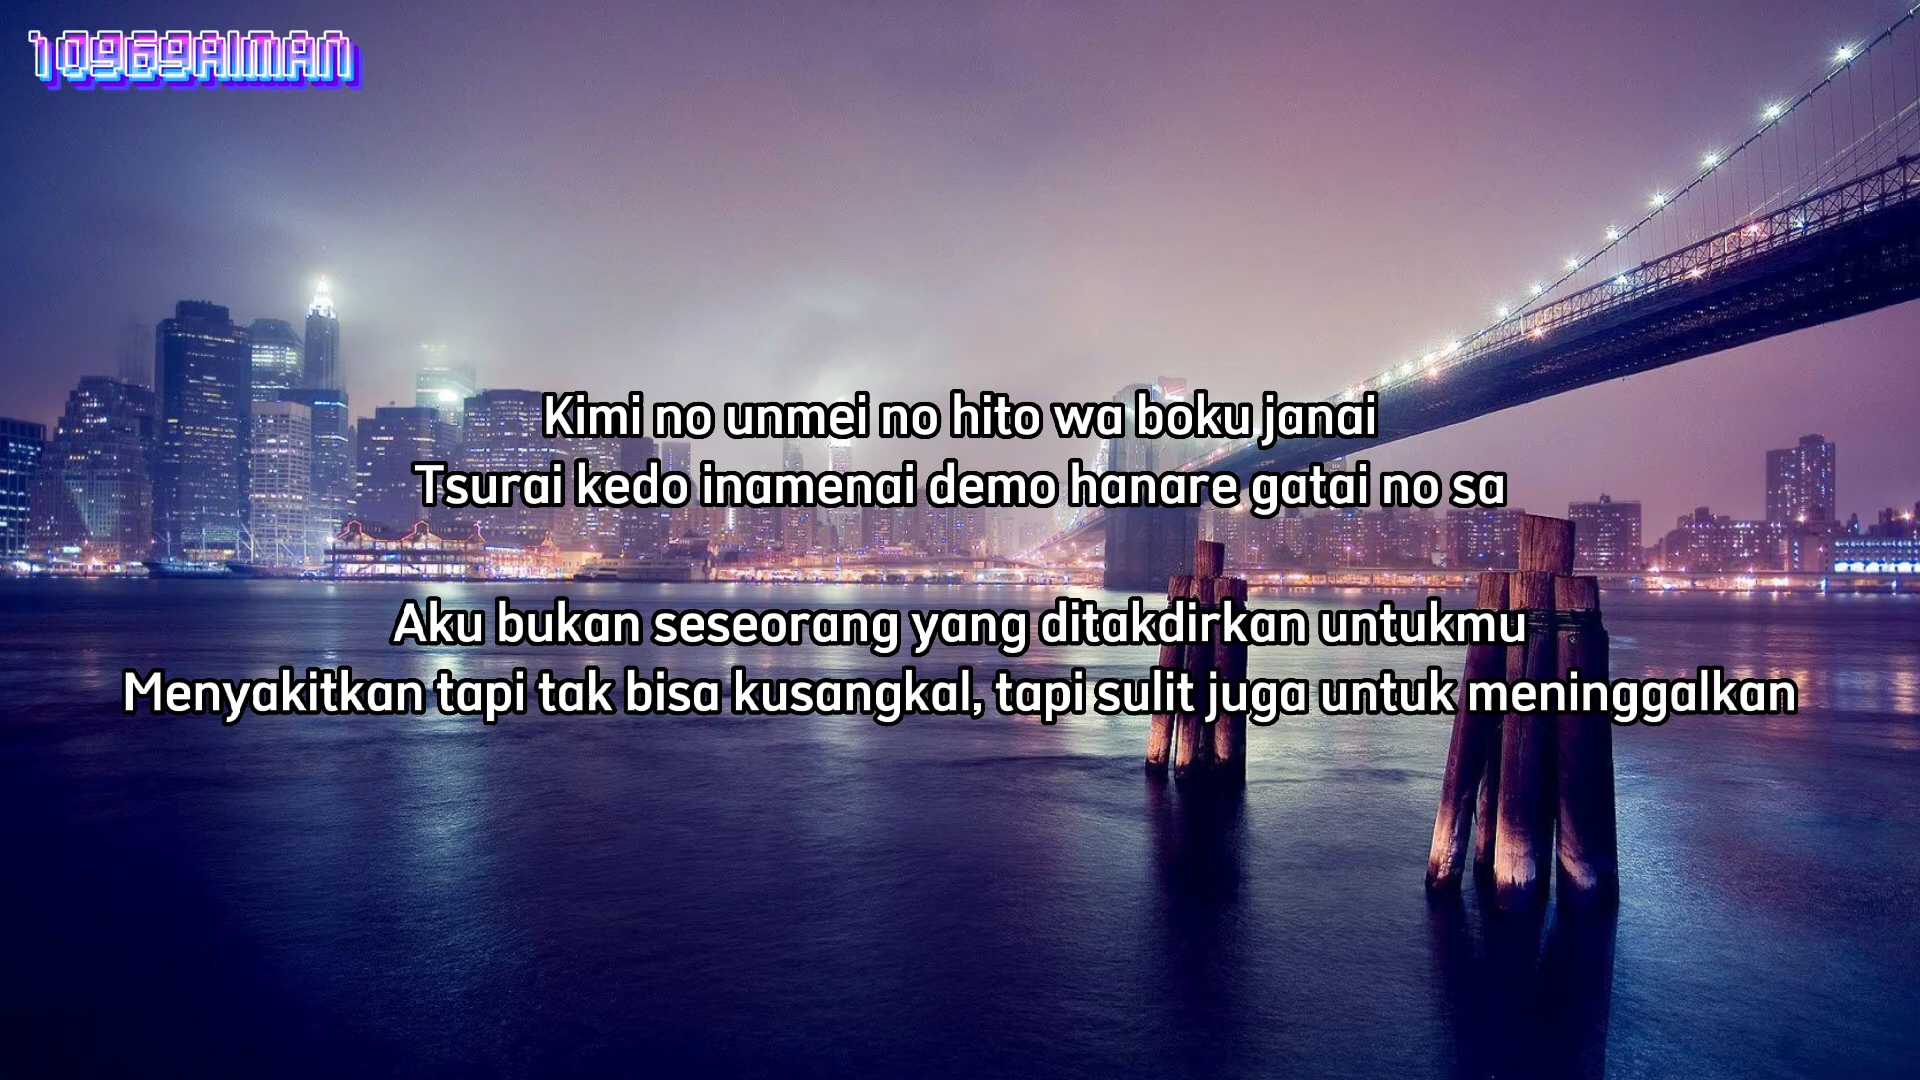 10969AIMAN
Kimi no unmei no hito wa boku janai
Tsurai kedo inamenai demo hanare gatai no sa
Aku bukan seseorang yang ditakdirkan untukmu
Menyakitkan tapi tak bisa kusangkal, tapi sulit juga untuk meninggalkan